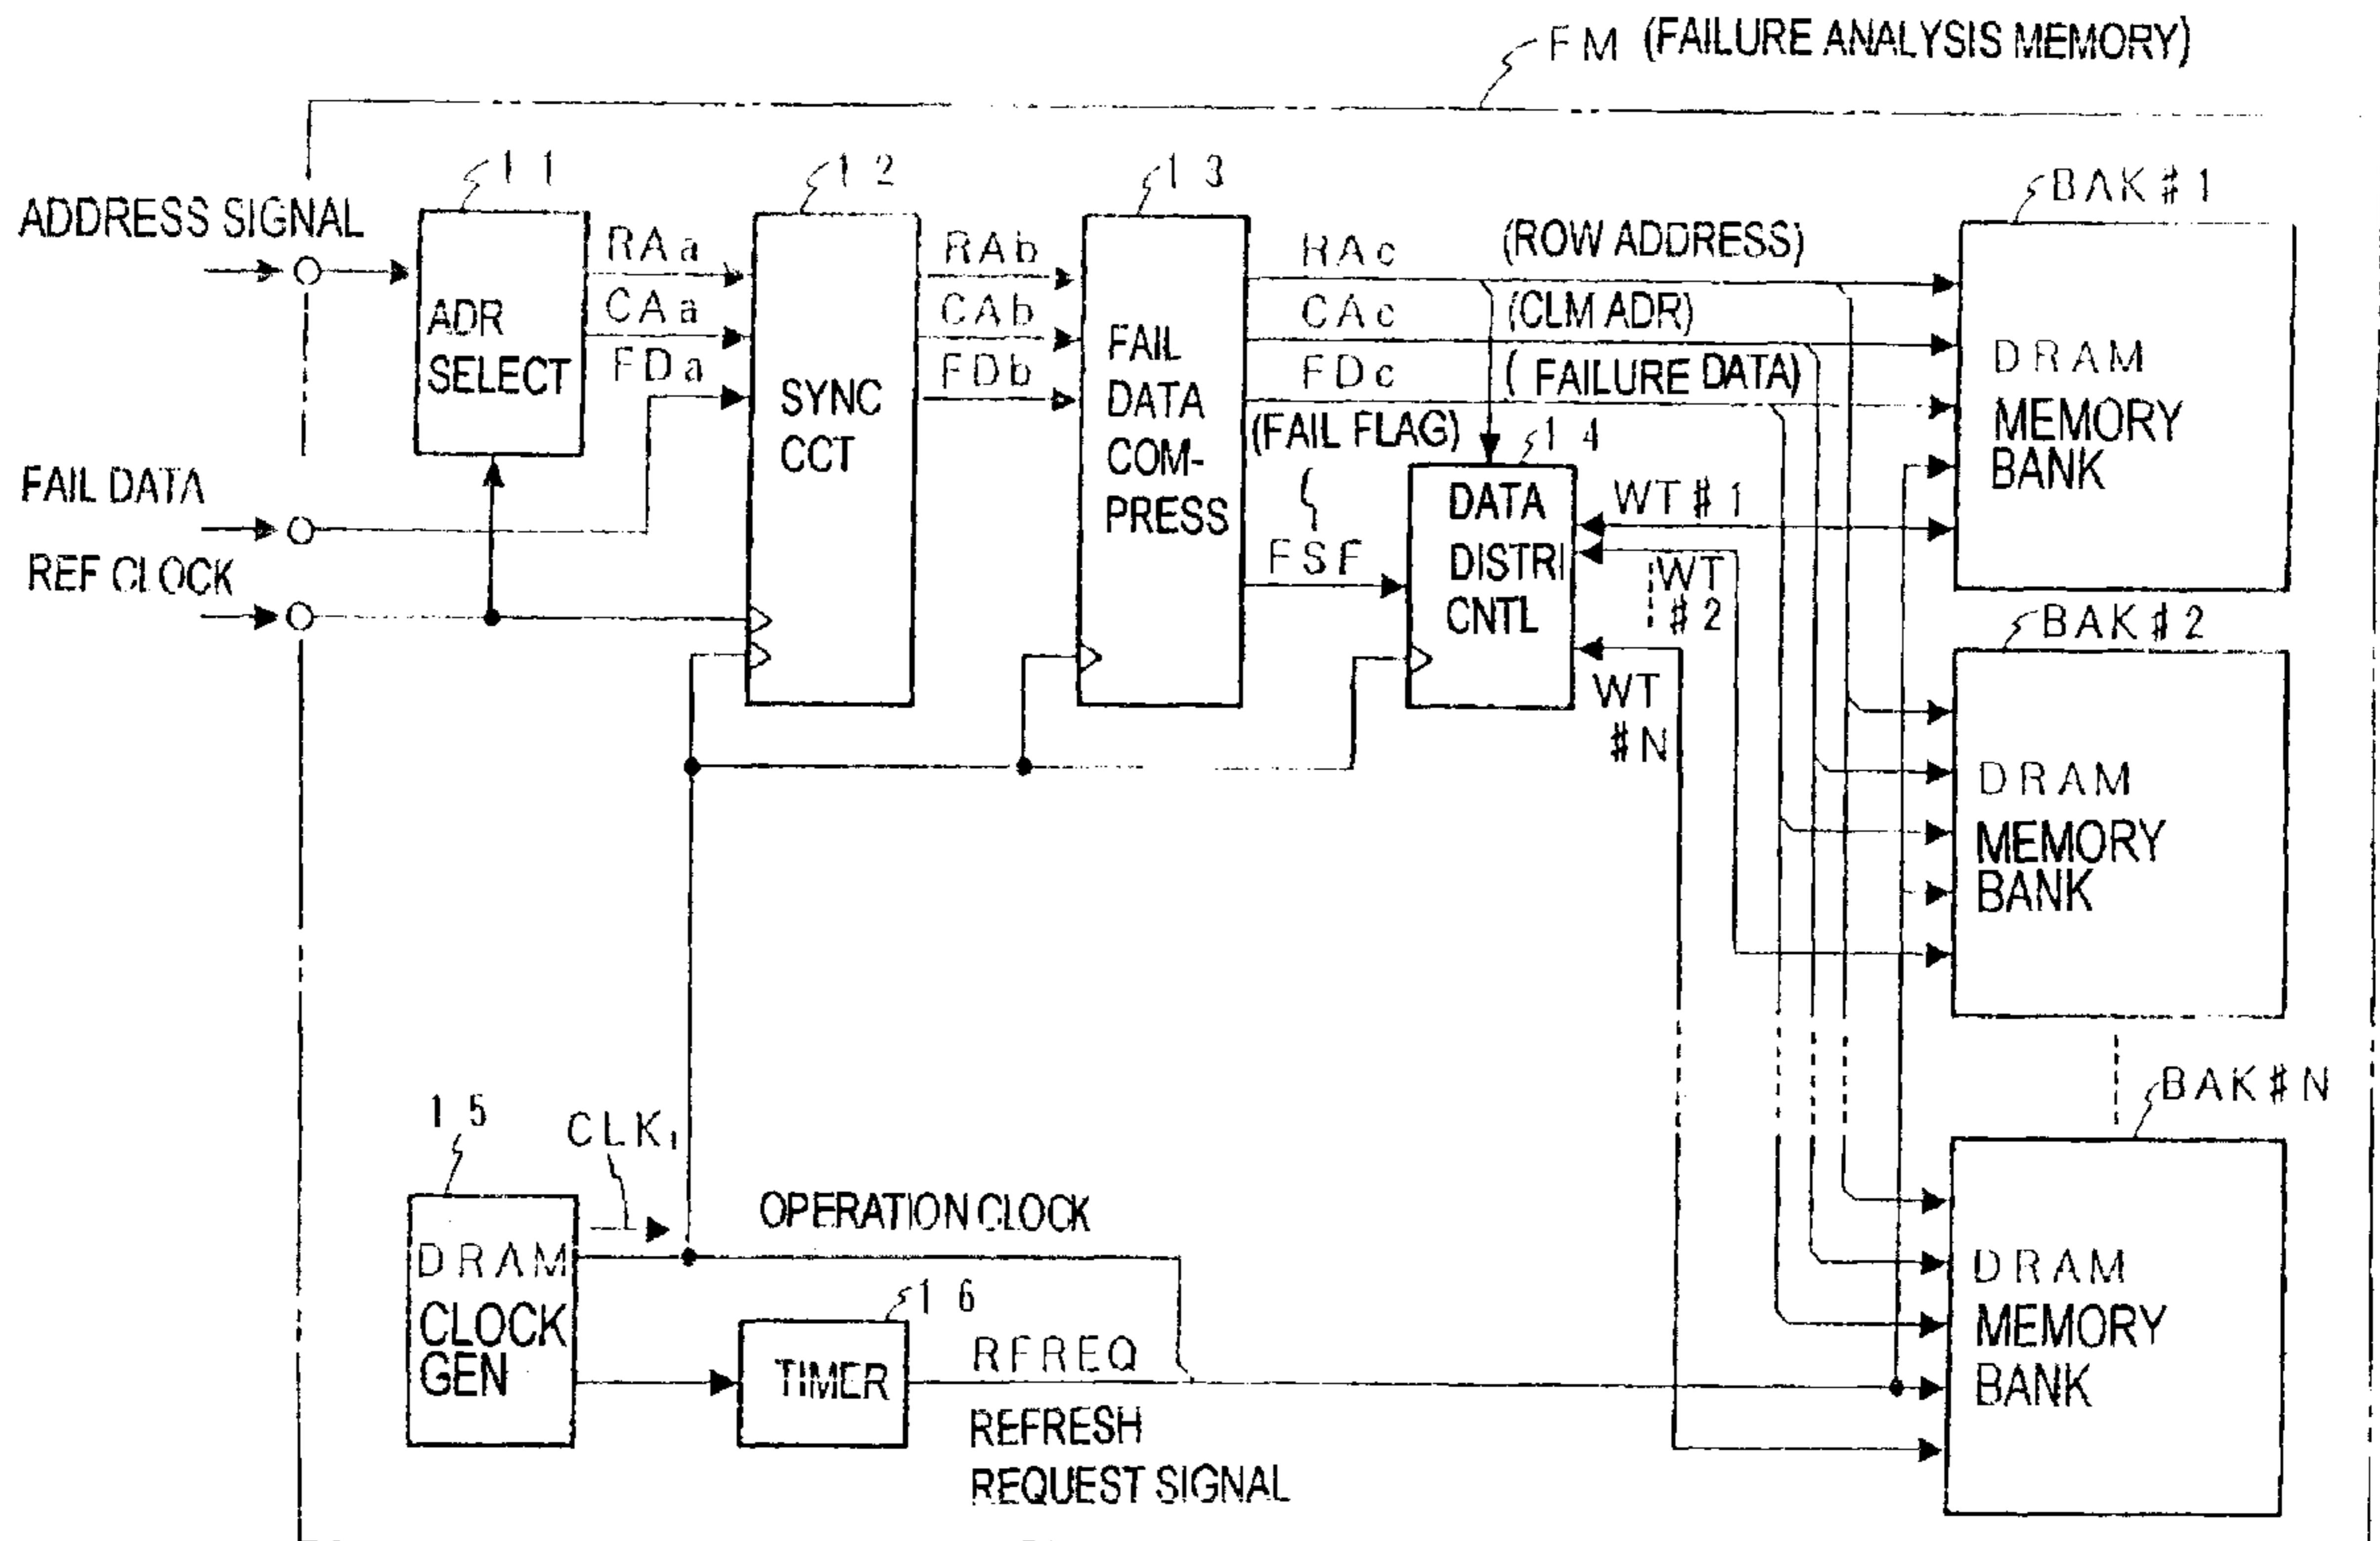 FM (FAILURE ANALYSIS MEMORY)
11
12
13
BAK#1
ADDRESS SIGNAL
RAa
RAb
RAc
(ROW ADDRESS)
ADR
SELECT
CAa
CAb
CAc
(CLM ADR)
FDa
FDb
FDc
(FAILURE DATA)
SYNC
CCT
FAIL
DATA
COM-
PRESS
(FAIL FLAG)
14
DRAM
MEMORY
BANK
FAIL DATA
REF CLOCK
FSF
DATA
DISTRI
CNTL
WT#1
WT
#2
WT
#N
BAK#2
DRAM
MEMORY
BANK
BAK#N
15
CLK1
DRAM
CLOCK
GEN
OPERATION CLOCK
16
TIMER
RFREQ
REFRESH
REQUEST SIGNAL
DRAM
MEMORY
BANK